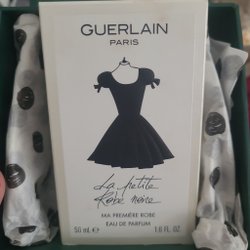 GUERLAIN
PARIS
La petite
Robe noire
MA PREMIÈRE ROBE
EAU DE PARFUM
50 ml ℮ 1.6 FL.OZ.